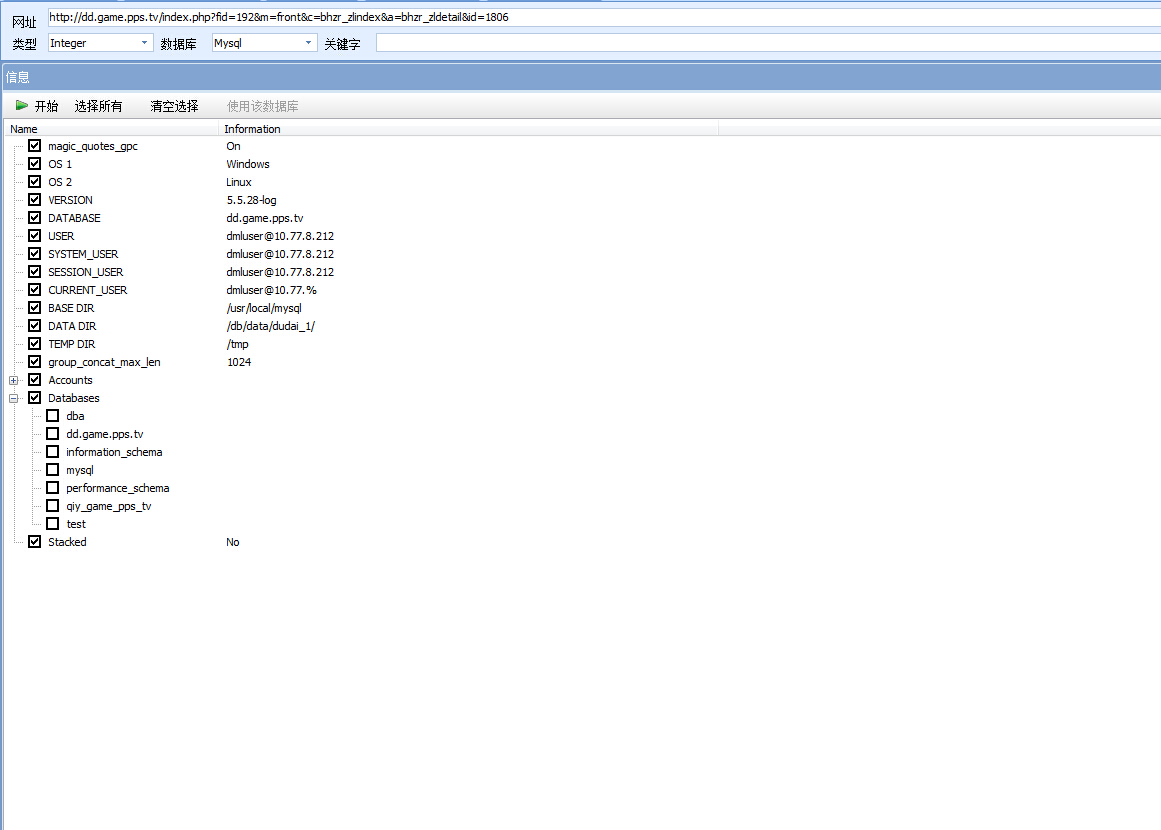 网址 http://dd.game.pps.tv/index.php?fid=192&m=front&c=bhzr_zlindex&a=bhzr_zldetail&id=1806
类型 Integer 数据库 Mysql 关键字
信息
开始 选择所有 清空选择 使用该数据库
Name Information
magic_quotes_gpc On
OS 1 Windows
OS 2 Linux
VERSION 5.5.28-log
DATABASE dd.game.pps.tv
USER dmluser@10.77.8.212
SYSTEM_USER dmluser@10.77.8.212
SESSION_USER dmluser@10.77.8.212
CURRENT_USER dmluser@10.77.%
BASE DIR /usr/local/mysql
DATA DIR /db/data/dudai_1/
TEMP DIR /tmp
group_concat_max_len 1024
Accounts
Databases
dba
dd.game.pps.tv
information_schema
mysql
performance_schema
qiy_game_pps_tv
test
Stacked No